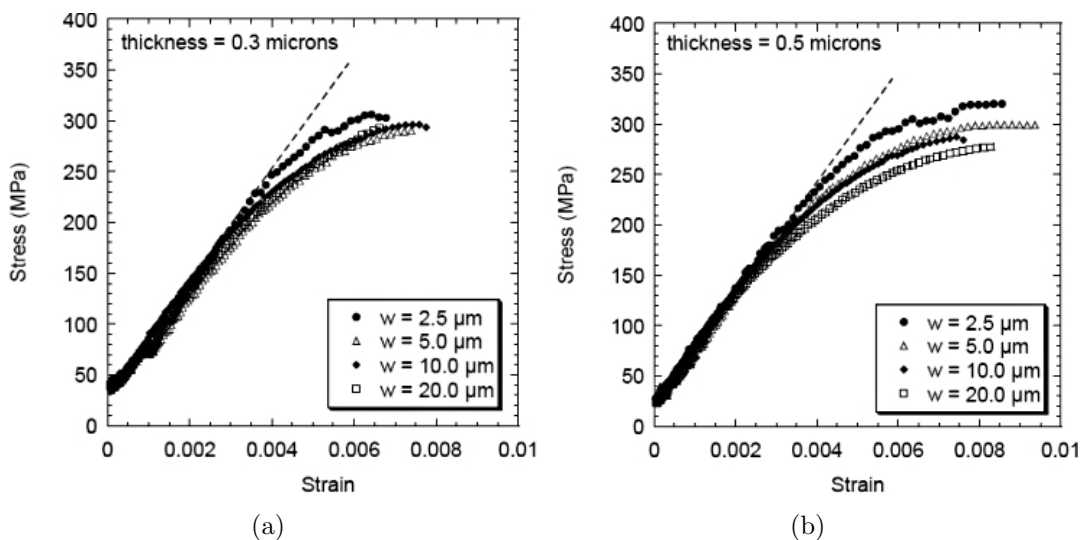 thickness = 0.3 microns
400
350
300
250
200
150
100
50
0
Stress (MPa)
w = 2.5 μm
w = 5.0 μm
w = 10.0 μm
w = 20.0 μm
0 0.002 0.004 0.006 0.008 0.01
Strain
(a)
thickness = 0.5 microns
400
350
300
250
200
150
100
50
0
Stress (MPa)
w = 2.5 μm
w = 5.0 μm
w = 10.0 μm
w = 20.0 μm
0 0.002 0.004 0.006 0.008 0.01
Strain
(b)